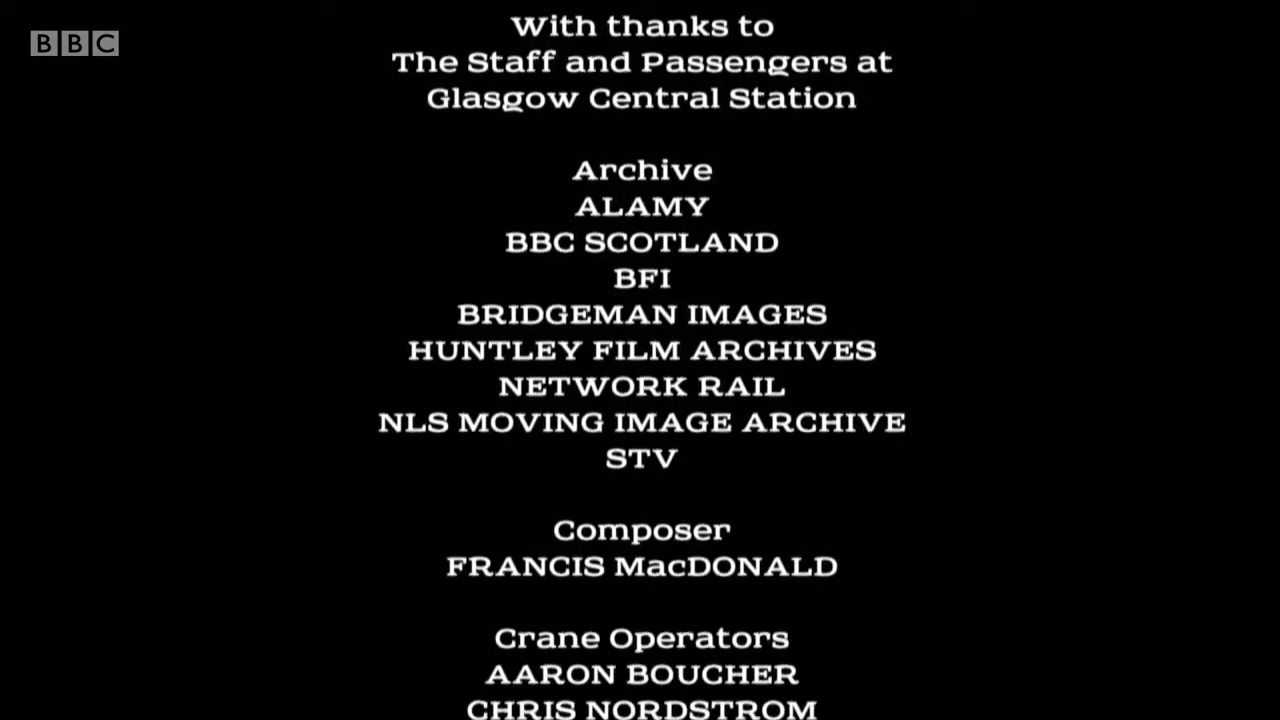 BBC
With thanks to
The Staff and Passengers at
Glasgow Central Station
Archive
ALAMY
BBC SCOTLAND
BFI
BRIDGEMAN IMAGES
HUNTLEY FILM ARCHIVES
NETWORK RAIL
NLS MOVING IMAGE ARCHIVE
STV
Composer
FRANCIS MacDONALD
Crane Operators
AARON BOUCHER
CHRIS NORDSTROM